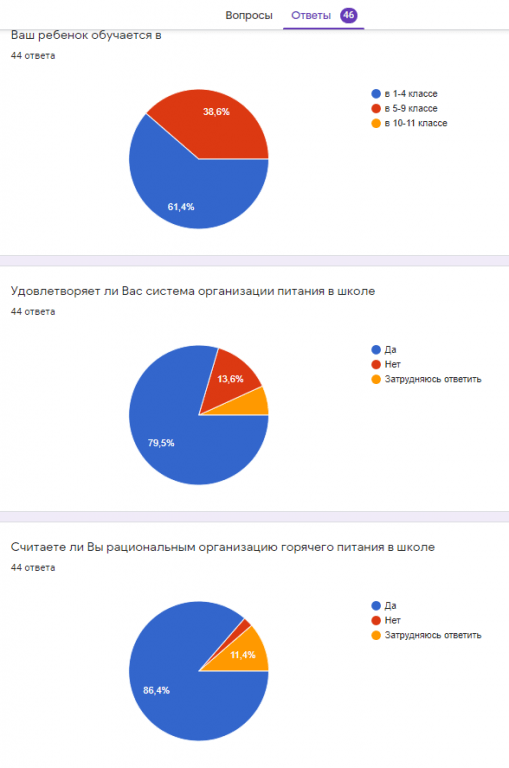 Вопросы Ответы 46
Ваш ребенок обучается в
44 ответа
38,6%
61,4%
в 1-4 классе
в 5-9 классе
в 10-11 классе
Удовлетворяет ли Вас система организации питания в школе
44 ответа
13,6%
79,5%
Да
Нет
Затрудняюсь ответить
Считаете ли Вы рациональным организацию горячего питания в школе
44 ответа
11,4%
86,4%
Да
Нет
Затрудняюсь ответить